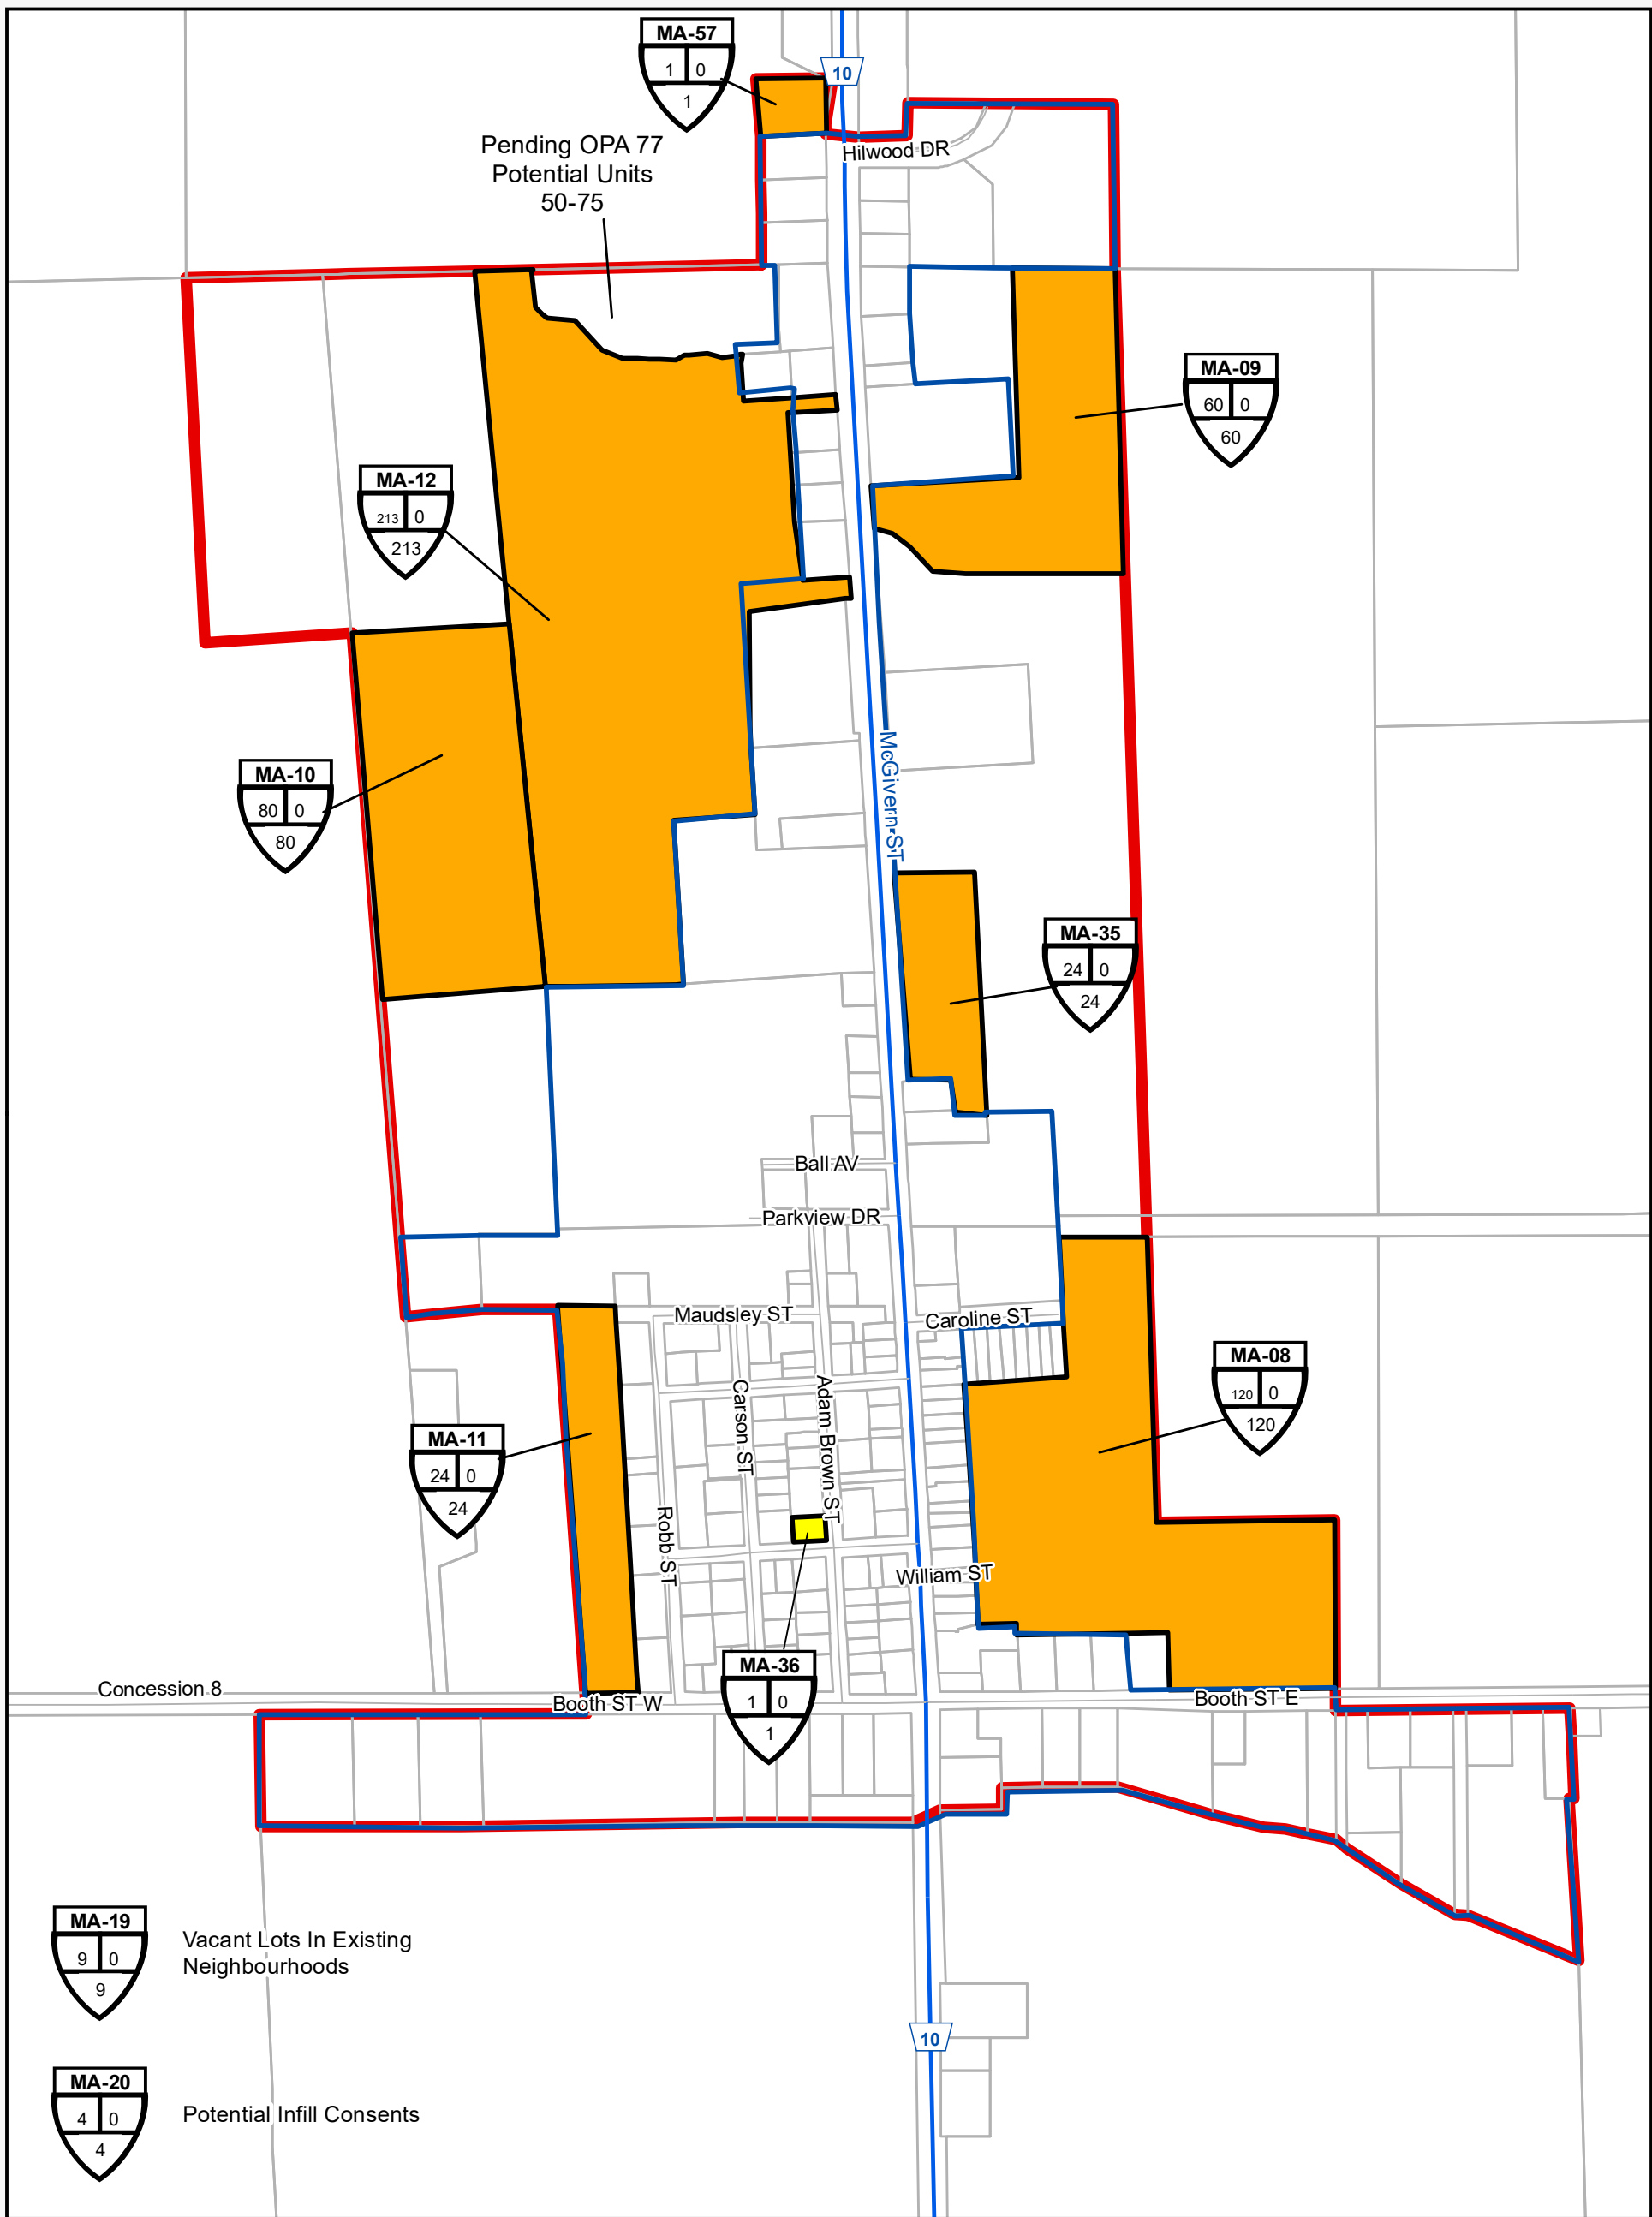 MA-57
1 0
1
10
Hilwood DR
Pending OPA 77
Potential Units
50-75
MA-09
60 0
60
MA-12
213 0
213
MA-10
80 0
80
McGivern ST
MA-35
24 0
24
Ball AV
Parkview DR
Maudsley ST
Caroline ST
MA-08
120 0
120
Carson ST
Adam Brown ST
MA-11
24 0
24
Robb ST
William ST
MA-36
1 0
1
Concession 8
Booth ST W
Booth ST E
MA-19
9 0
9
Vacant Lots In Existing
Neighbourhoods
10
MA-20
4 0
4
Potential Infill Consents